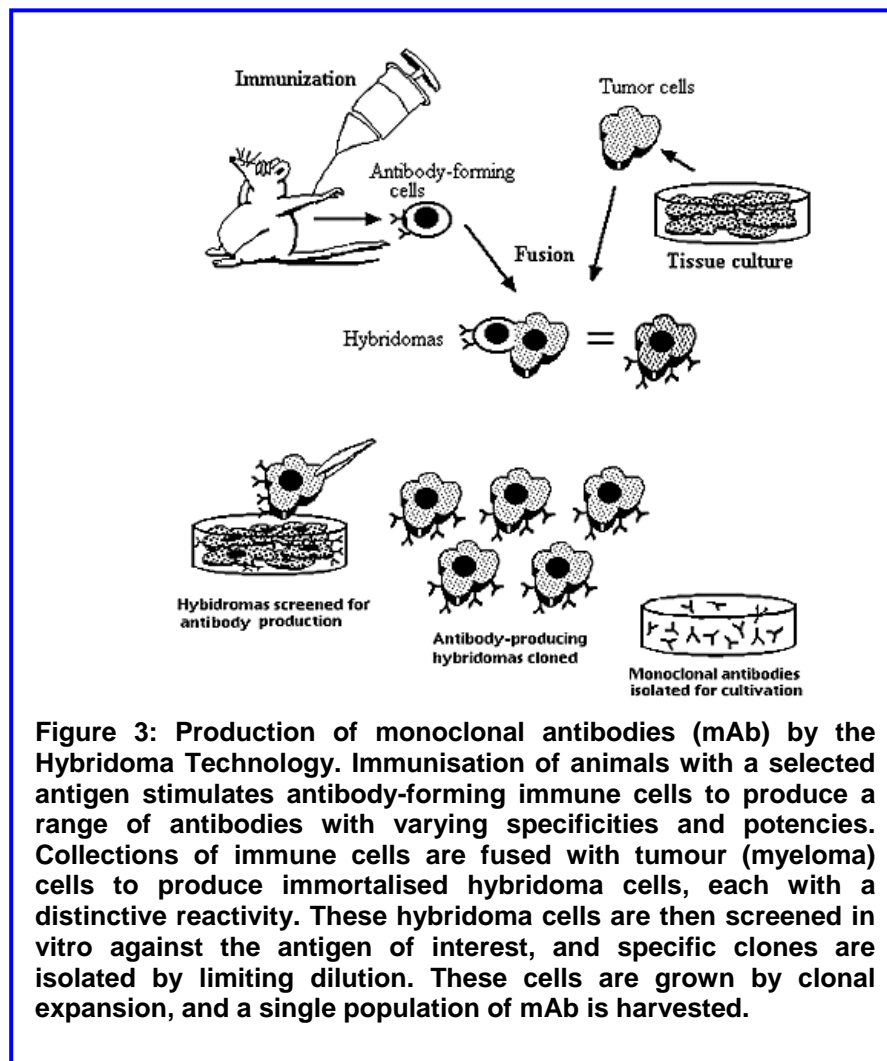 Immunization
Tumor cells
Antibody-forming
cells
Fusion
Tissue culture
Hybridomas
=
Hybidromas screened for
antibody production
Antibody-producing
hybridomas cloned
Monoclonal antibodies
isolated for cultivation
Figure 3: Production of monoclonal antibodies (mAb) by the
Hybridoma Technology. Immunisation of animals with a selected
antigen stimulates antibody-forming immune cells to produce a
range of antibodies with varying specificities and potencies.
Collections of immune cells are fused with tumour (myeloma)
cells to produce immortalised hybridoma cells, each with a
distinctive reactivity. These hybridoma cells are then screened in
vitro against the antigen of interest, and specific clones are
isolated by limiting dilution. These cells are grown by clonal
expansion, and a single population of mAb is harvested.